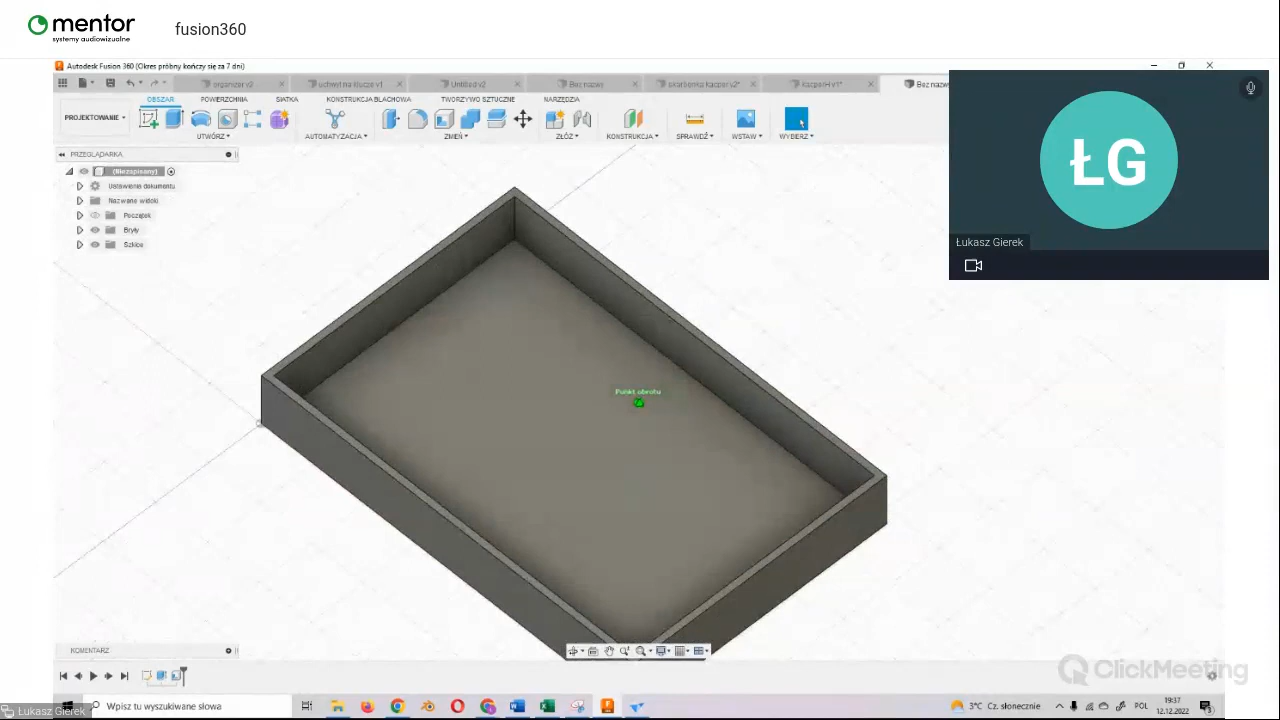 mentor
systemy audiowizualne
fusion360
Autodesk Fusion 360 (Okres próbny kończy się za 7 dni)
organizer v3
uchwyt na klucze v1
Untitled v2
Bez nazwy
skarbonka kacper v2*
KacperH v1*
Bez nazw
PROJEKTOWANIE
OBSZAR
POWIERZCHNIA
SIATKA
KONSTRUKCJA BLACHOWA
TWORZYWO SZTUCZNE
NARZĘDZIA
UTWÓRZ
AUTOMATYZACJA
ZMIEŃ
ZŁÓŻ
KONSTRUKCJA
SPRAWDŹ
WSTAW
WYBIERZ
PRZEGLĄDARKA
(Niezapisany)
Ustawienia dokumentu
Nazwane widoki
Początek
Bryły
Szkice
ŁG
Łukasz Gierek
Punkt obrotu
KOMENTARZ
ClickMeeting
Łukasz Gierek
Wpisz tu wyszukiwane słowa
3°C Cz. słonecznie
POL
19:37
12.12.2022